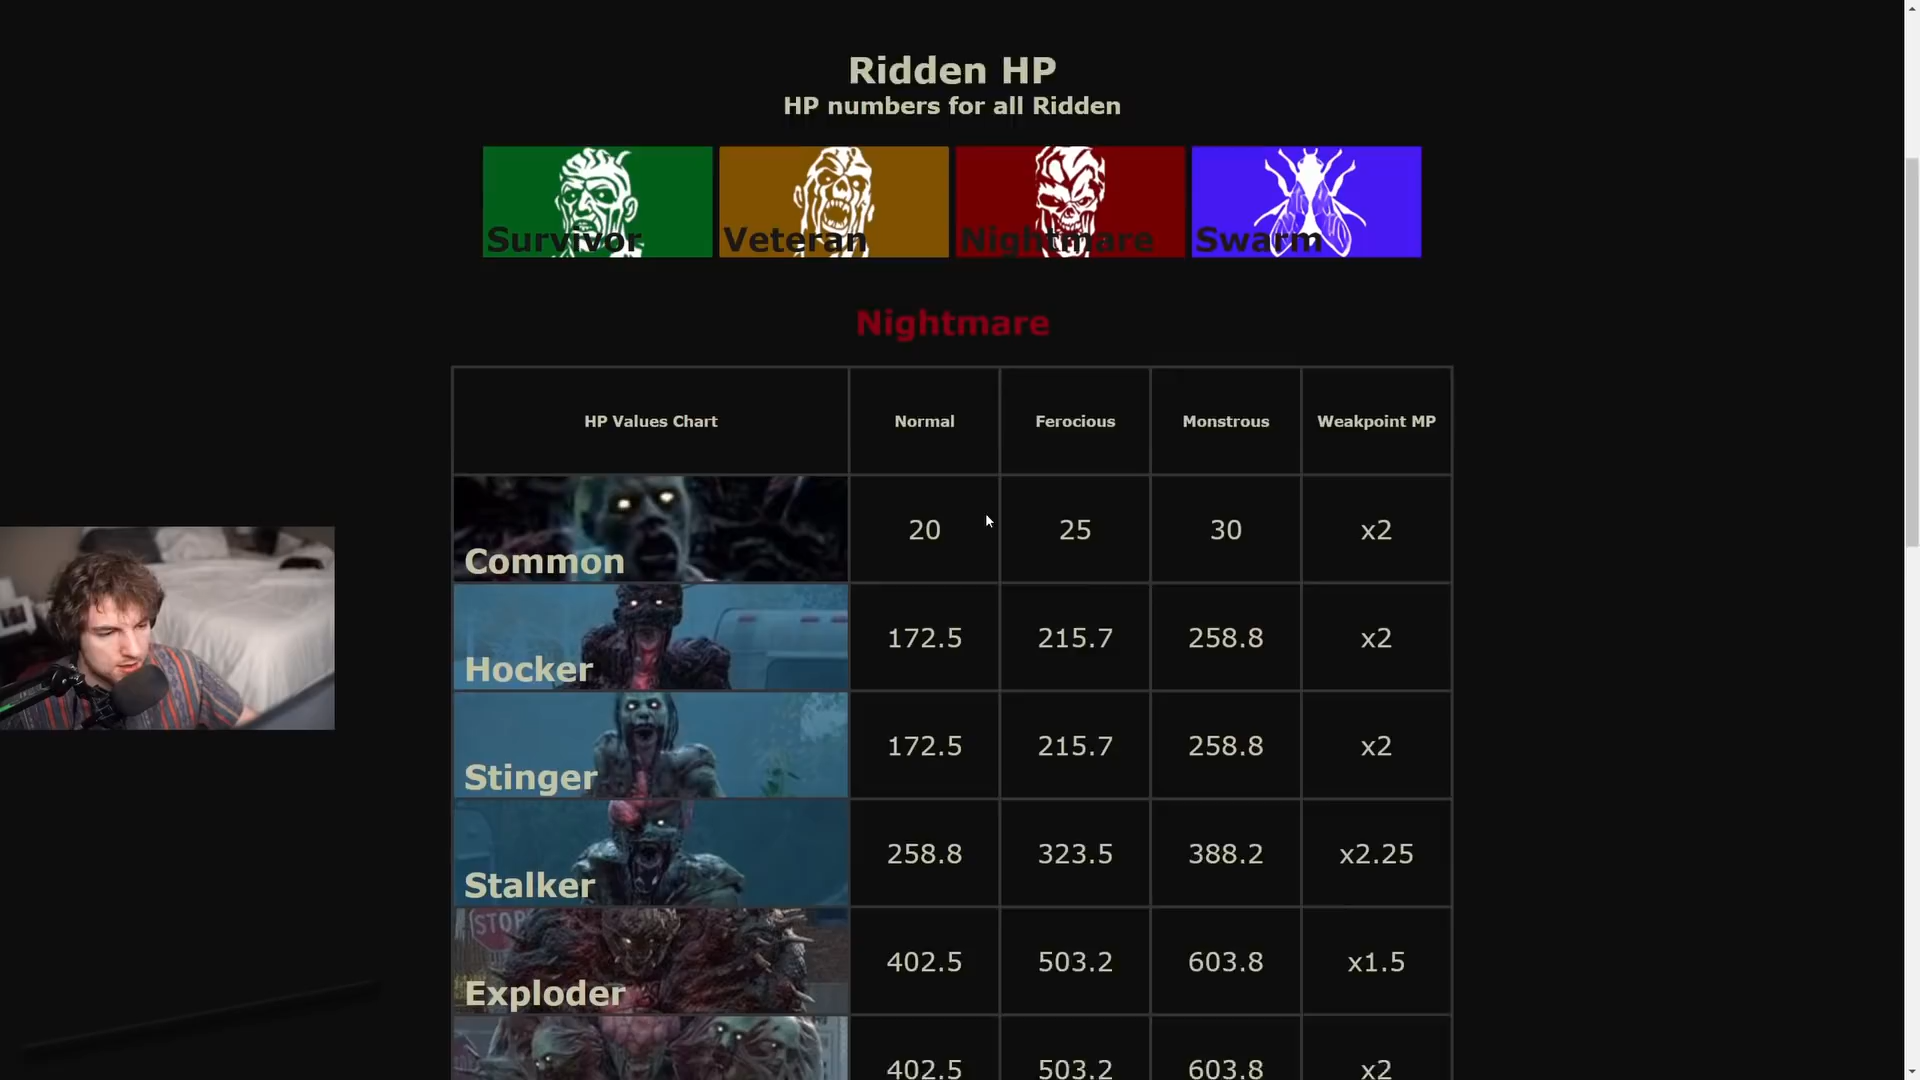 Ridden HP
HP numbers for all Ridden
Survivor
Veteran
Nightmare
Swarm
Nightmare
HP Values Chart Normal Ferocious Monstrous Weakpoint MP
Common 20 25 30 x2
Hocker 172.5 215.7 258.8 x2
Stinger 172.5 215.7 258.8 x2
Stalker 258.8 323.5 388.2 x2.25
STOP
Exploder 402.5 503.2 603.8 x1.5
402.5 503.2 603.8 x2